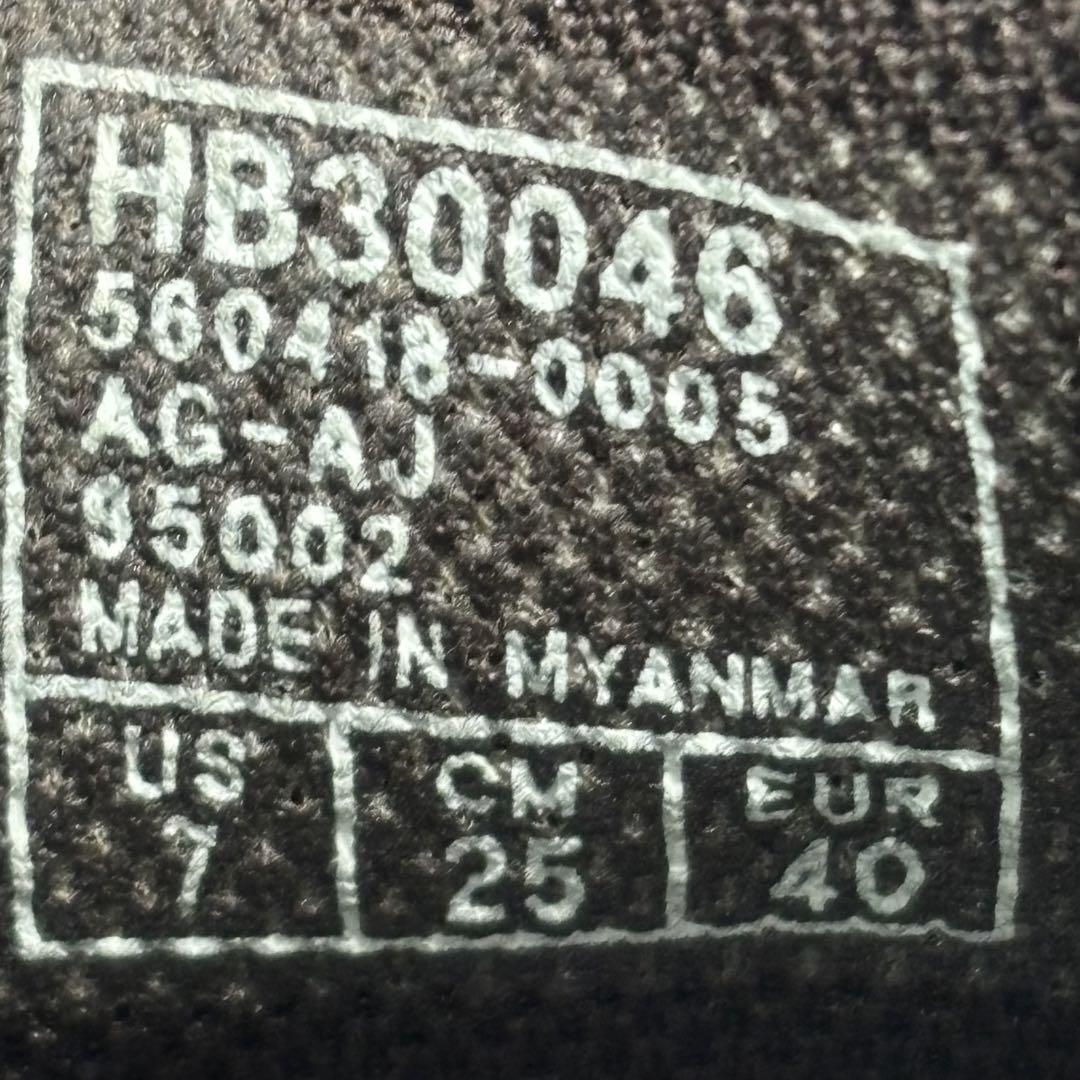 HB30046
560418-0005
AG-AJ
95002
MADE IN MYANMAR
US CM EUR
7 25 40